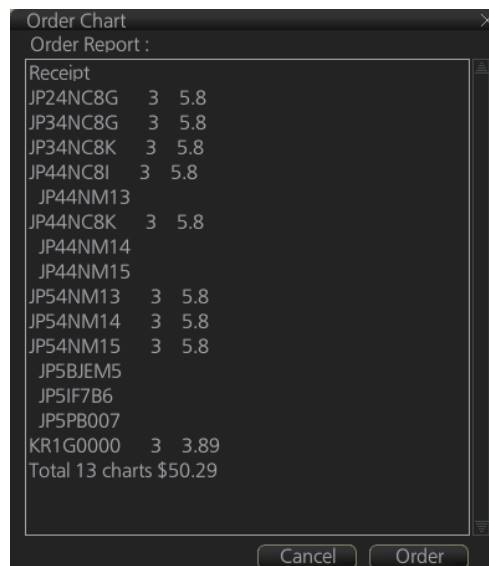 Order Chart
Order Report :
Receipt
JP24NC8G 3 5.8
JP34NC8G 3 5.8
JP34NC8K 3 5.8
JP44NC8I 3 5.8
JP44NM13
JP44NC8K 3 5.8
JP44NM14
JP44NM15
JP54NM13 3 5.8
JP54NM14 3 5.8
JP54NM15 3 5.8
JP5BJEM5
JP5IF7B6
JP5PB007
KR1G0000 3 3.89
Total 13 charts $50.29
Cancel Order